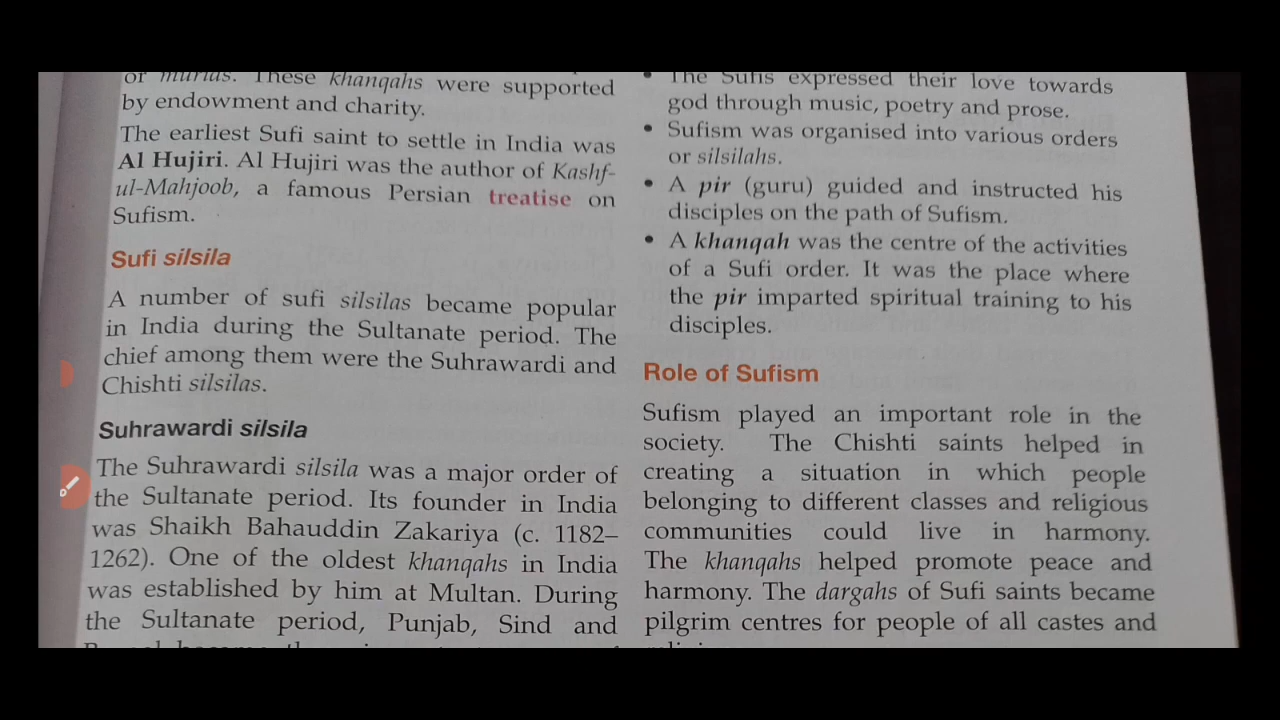 or murids. These khanqahs were supported
by endowment and charity.
The earliest Sufi saint to settle in India was
Al Hujiri. Al Hujiri was the author of Kashf-
ul-Mahjoob, a famous Persian treatise on
Sufism.
Sufi silsila
A number of sufi silsilas became popular
in India during the Sultanate period. The
chief among them were the Suhrawardi and
Chishti silsilas.
Suhrawardi silsila
The Suhrawardi silsila was a major order of
the Sultanate period. Its founder in India
was Shaikh Bahauddin Zakariya (c. 1182–
1262). One of the oldest khanqahs in India
was established by him at Multan. During
the Sultanate period, Punjab, Sind and
• The Sufis expressed their love towards
god through music, poetry and prose.
• Sufism was organised into various orders
or silsilahs.
• A pir (guru) guided and instructed his
disciples on the path of Sufism.
• A khanqah was the centre of the activities
of a Sufi order. It was the place where
the pir imparted spiritual training to his
disciples.
Role of Sufism
Sufism played an important role in the
society. The Chishti saints helped in
creating a situation in which people
belonging to different classes and religious
communities could live in harmony.
The khanqahs helped promote peace and
harmony. The dargahs of Sufi saints became
pilgrim centres for people of all castes and